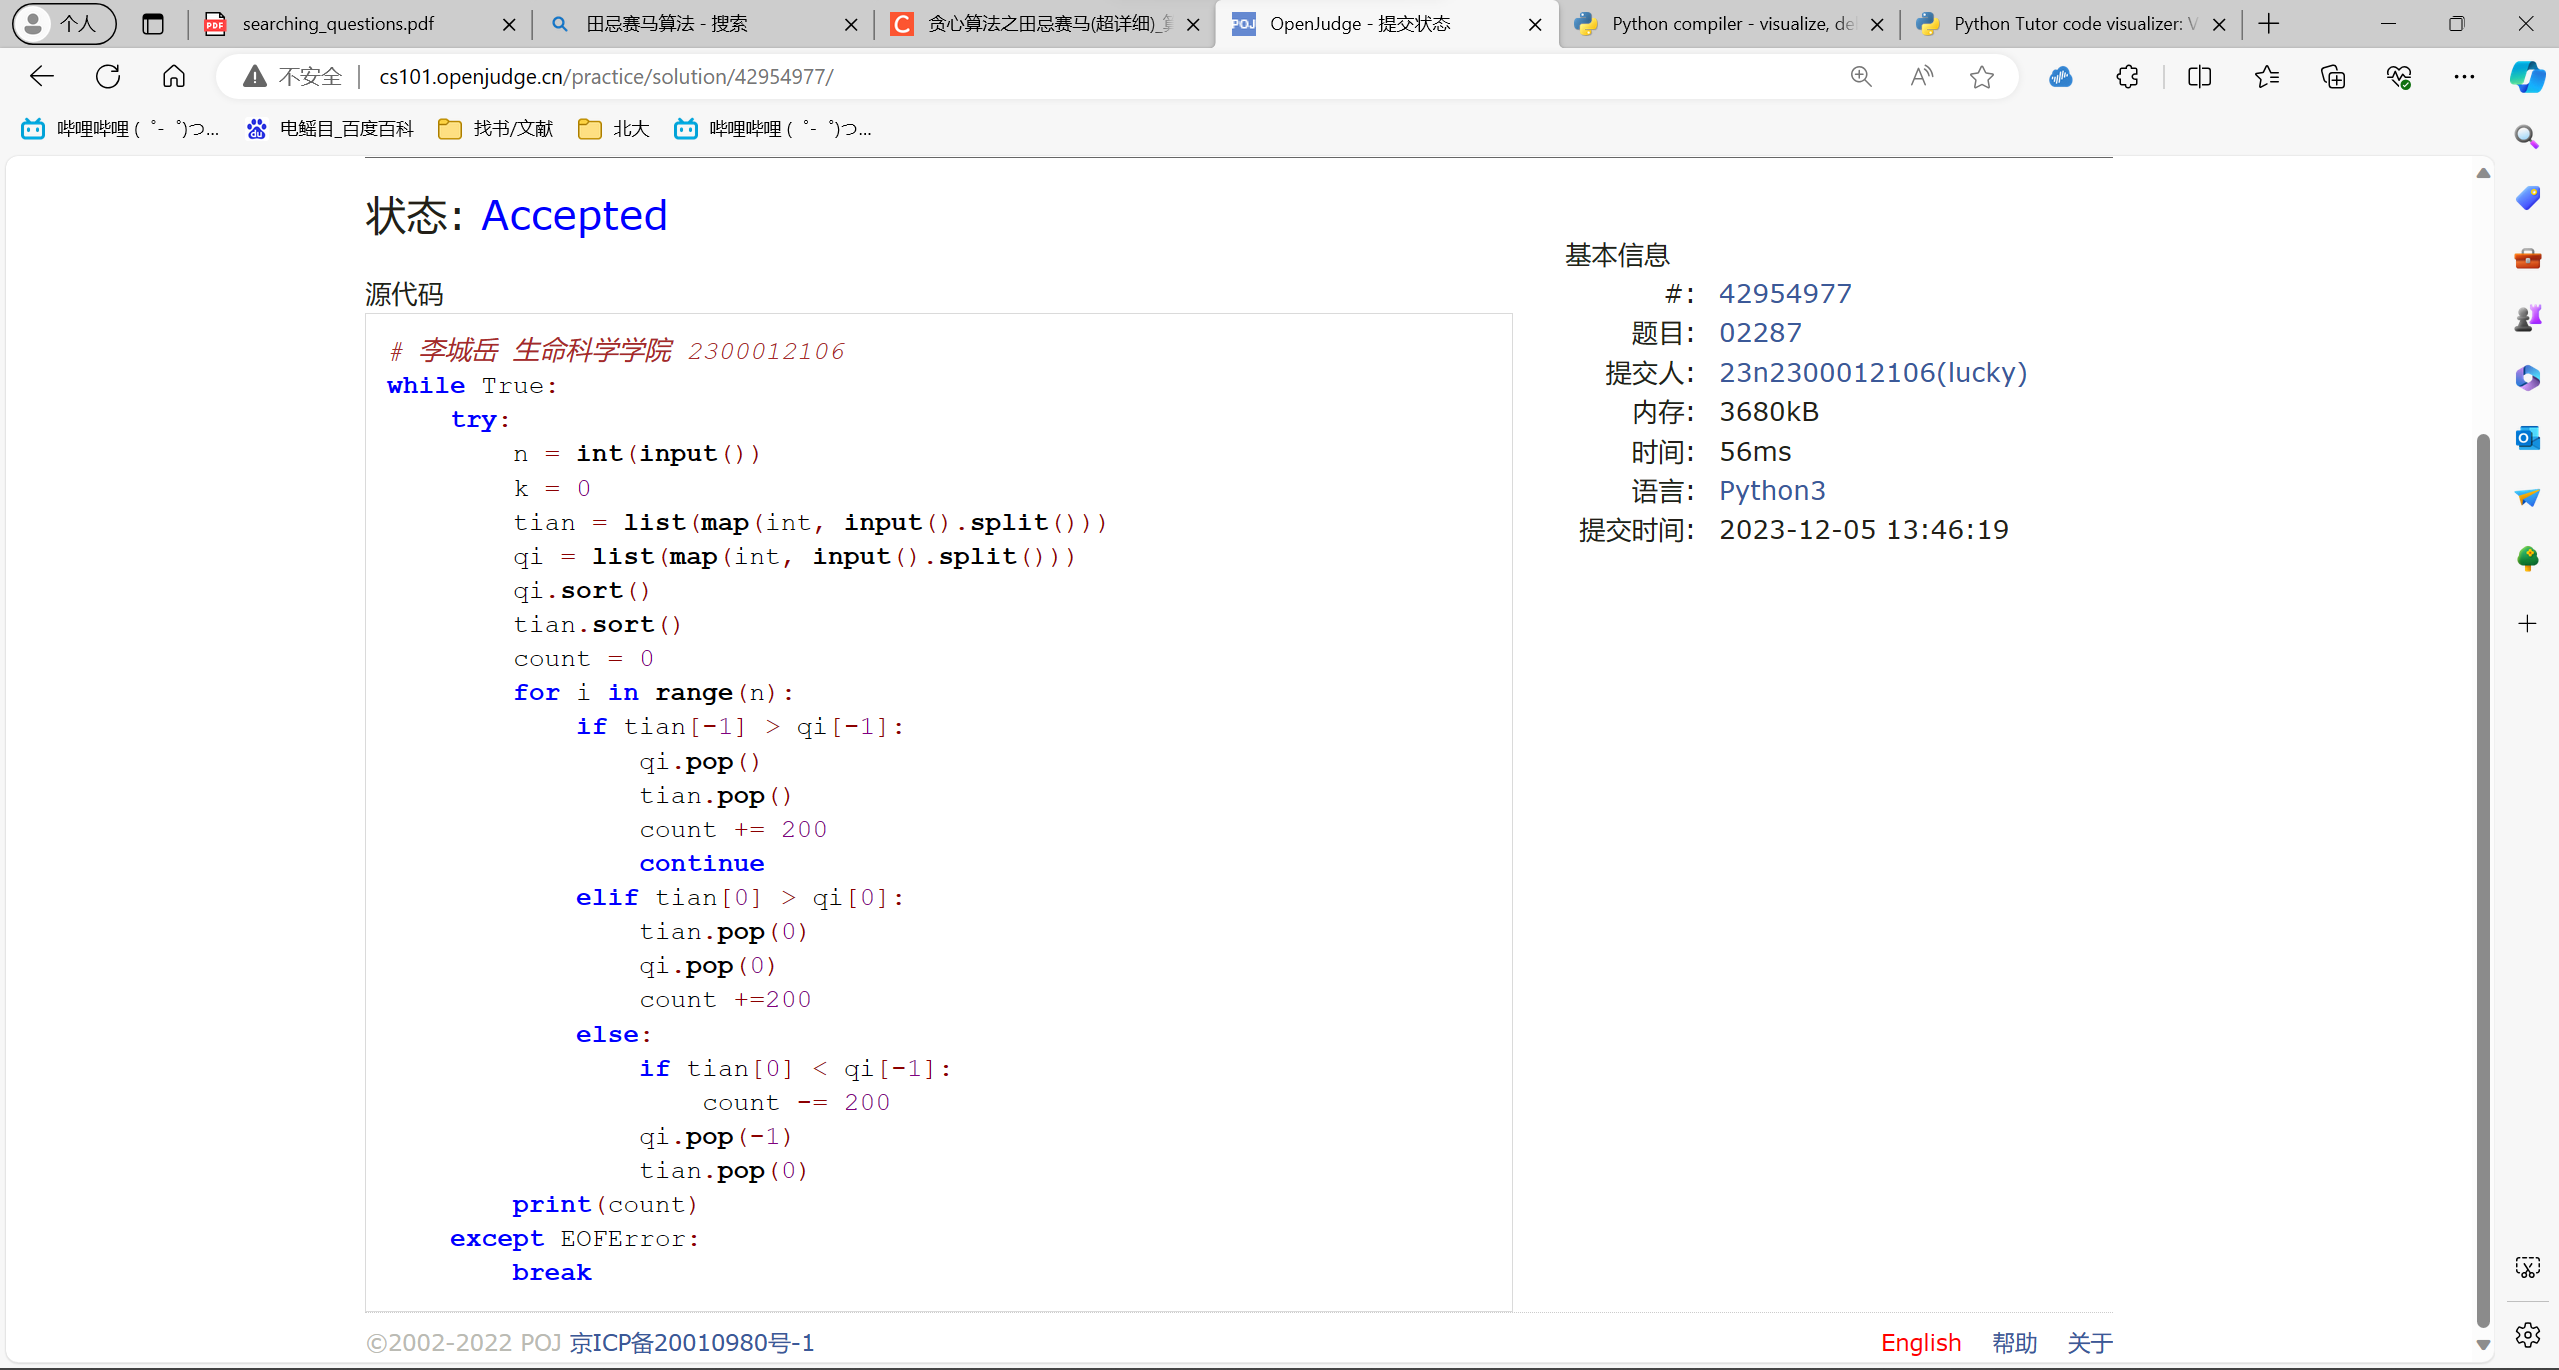 个人
searching_questions.pdf
田忌赛马算法 - 搜索
贪心算法之田忌赛马(超详细)_
OpenJudge - 提交状态
Python compiler - visualize, de
Python Tutor code visualizer: V
不安全
cs101.openjudge.cn/practice/solution/42954977/
哔哩哔哩 (゜-゜)つ...
电鳐目_百度百科
找书/文献
北大
哔哩哔哩 (゜-゜)つ...
状态: Accepted
源代码
# 李城岳 生命科学学院 2300012106
while True:
    try:
        n = int(input())
        k = 0
        tian = list(map(int, input().split()))
        qi = list(map(int, input().split()))
        qi.sort()
        tian.sort()
        count = 0
        for i in range(n):
            if tian[-1] > qi[-1]:
                qi.pop()
                tian.pop()
                count += 200
                continue
            elif tian[0] > qi[0]:
                tian.pop(0)
                qi.pop(0)
                count +=200
            else:
                if tian[0] < qi[-1]:
                    count -= 200
                qi.pop(-1)
                tian.pop(0)
        print(count)
    except EOFError:
        break
基本信息
#: 42954977
题目: 02287
提交人: 23n2300012106(lucky)
内存: 3680kB
时间: 56ms
语言: Python3
提交时间: 2023-12-05 13:46:19
©2002-2022 POJ 京ICP备20010980号-1
English 帮助 关于